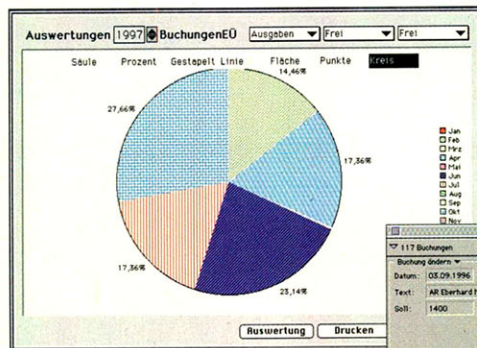 Auswertungen 1997 BuchungenEÜ Ausgaben Frei Frei
Säule Prozent Gestapelt Linie Fläche Punkte Kreis
14,46%
27,66%
17,36%
17,36%
23,14%
Jan
Feb
Mrz
Apr
Mai
Jun
Jul
Aug
Sep
Okt
Nov
117 Buchungen
Buchung ändern
Datum: 03.09.1996
Text: AR Eberhard
Soll: 1400
Auswertung Drucken